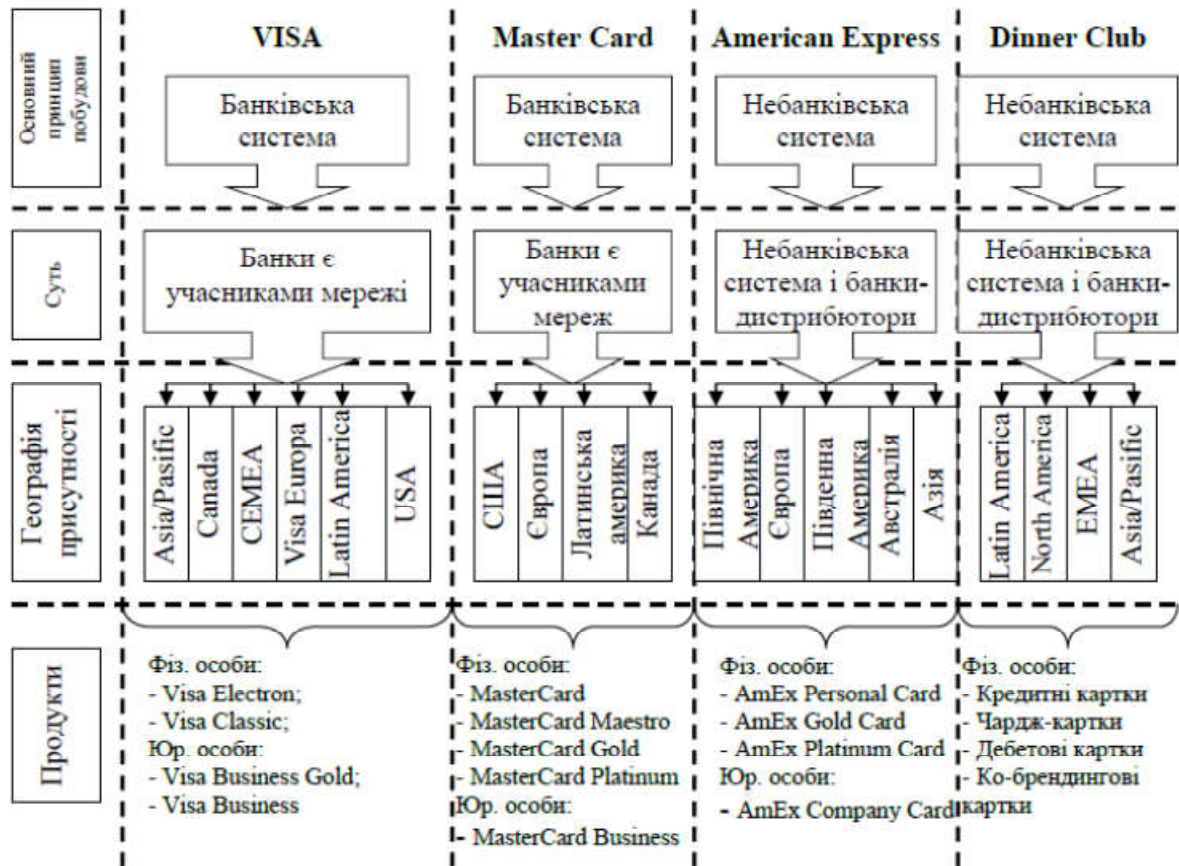 Основний
принцип
побудови
VISA
Master Card
American Express
Dinner Club
Банківська
система
Банківська
система
Небанківська
система
Небанківська
система
Суть
Банки є
учасниками мережі
Банки є
учасниками
мереж
Небанківська
система і банки-
дистрибютори
Небанківська
система і банки-
дистрибютори
Географія
присутності
Asia/Pasific
Canada
CEMEA
Visa Europa
Latin America
USA
США
Європа
Латинська
америка
Канада
Північна
Америка
Європа
Південна
Америка
Австралія
Азія
Latin America
North America
EMEA
Asia/Pasific
Продукти
Фіз. особи:
- Visa Electron;
- Visa Classic;
Юр. особи:
- Visa Business Gold;
- Visa Business
Фіз. особи:
- MasterCard
- MasterCard Maestro
- MasterCard Gold
- MasterCard Platinum
Юр. особи:
- MasterCard Business
Фіз. особи:
- AmEx Personal Card
- AmEx Gold Card
- AmEx Platinum Card
Юр. особи:
- AmEx Company Card
Фіз. особи:
- Кредитні картки
- Чардж-картки
- Дебетові картки
- Ко-брендингові
картки